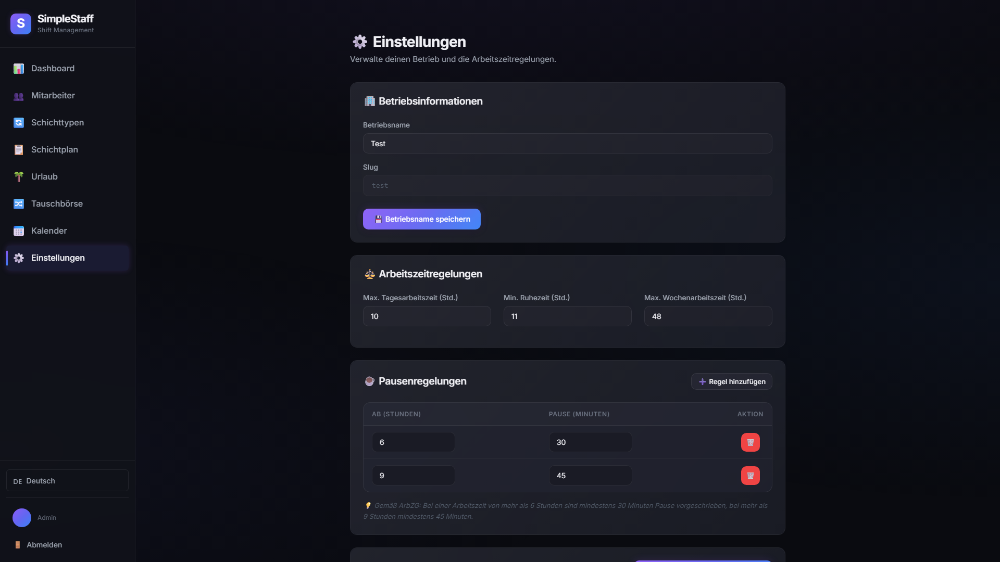 S
SimpleStaff
Shift Management
Dashboard
Mitarbeiter
Schichttypen
Schichtplan
Urlaub
Tauschbörse
Kalender
Einstellungen
DE Deutsch
Admin
Abmelden
Einstellungen
Verwalte deinen Betrieb und die Arbeitszeitregelungen.
Betriebsinformationen
Betriebsname
Test
Slug
test
Betriebsname speichern
Arbeitszeitregelungen
Max. Tagesarbeitszeit (Std.) Min. Ruhezeit (Std.) Max. Wochenarbeitszeit (Std.)
10 11 48
Pausenregelungen
Regel hinzufügen
AB (STUNDEN) PAUSE (MINUTEN) AKTION
6 30
9 45
Gemäß ArbZG: Bei einer Arbeitszeit von mehr als 6 Stunden sind mindestens 30 Minuten Pause vorgeschrieben, bei mehr als
9 Stunden mindestens 45 Minuten.